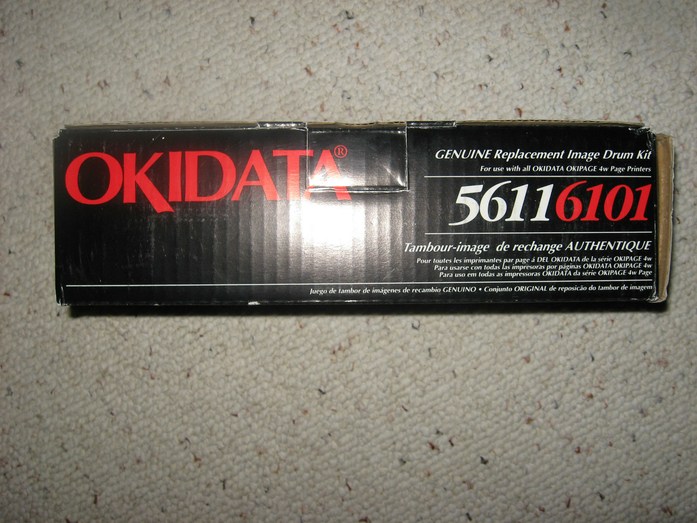 OKIDATA®
GENUINE Replacement Image Drum Kit
For use with all OKIDATA OKIPAGE 4w Page Printers
56116101
Tambour-image de rechange AUTHENTIQUE
Pour toutes les imprimantes par page á DEL OKIDATA de la série OKIPAGE 4w
Para usarse con todas las impresoras por páginas OKIDATA OKIPAGE 4w
Para uso em todas as impressoras OKIDATA da série OKIPAGE 4w Page
Juego de tambor de imágenes de recambio GENUINO • Conjunto ORIGINAL de reposicão do tambor de imagem